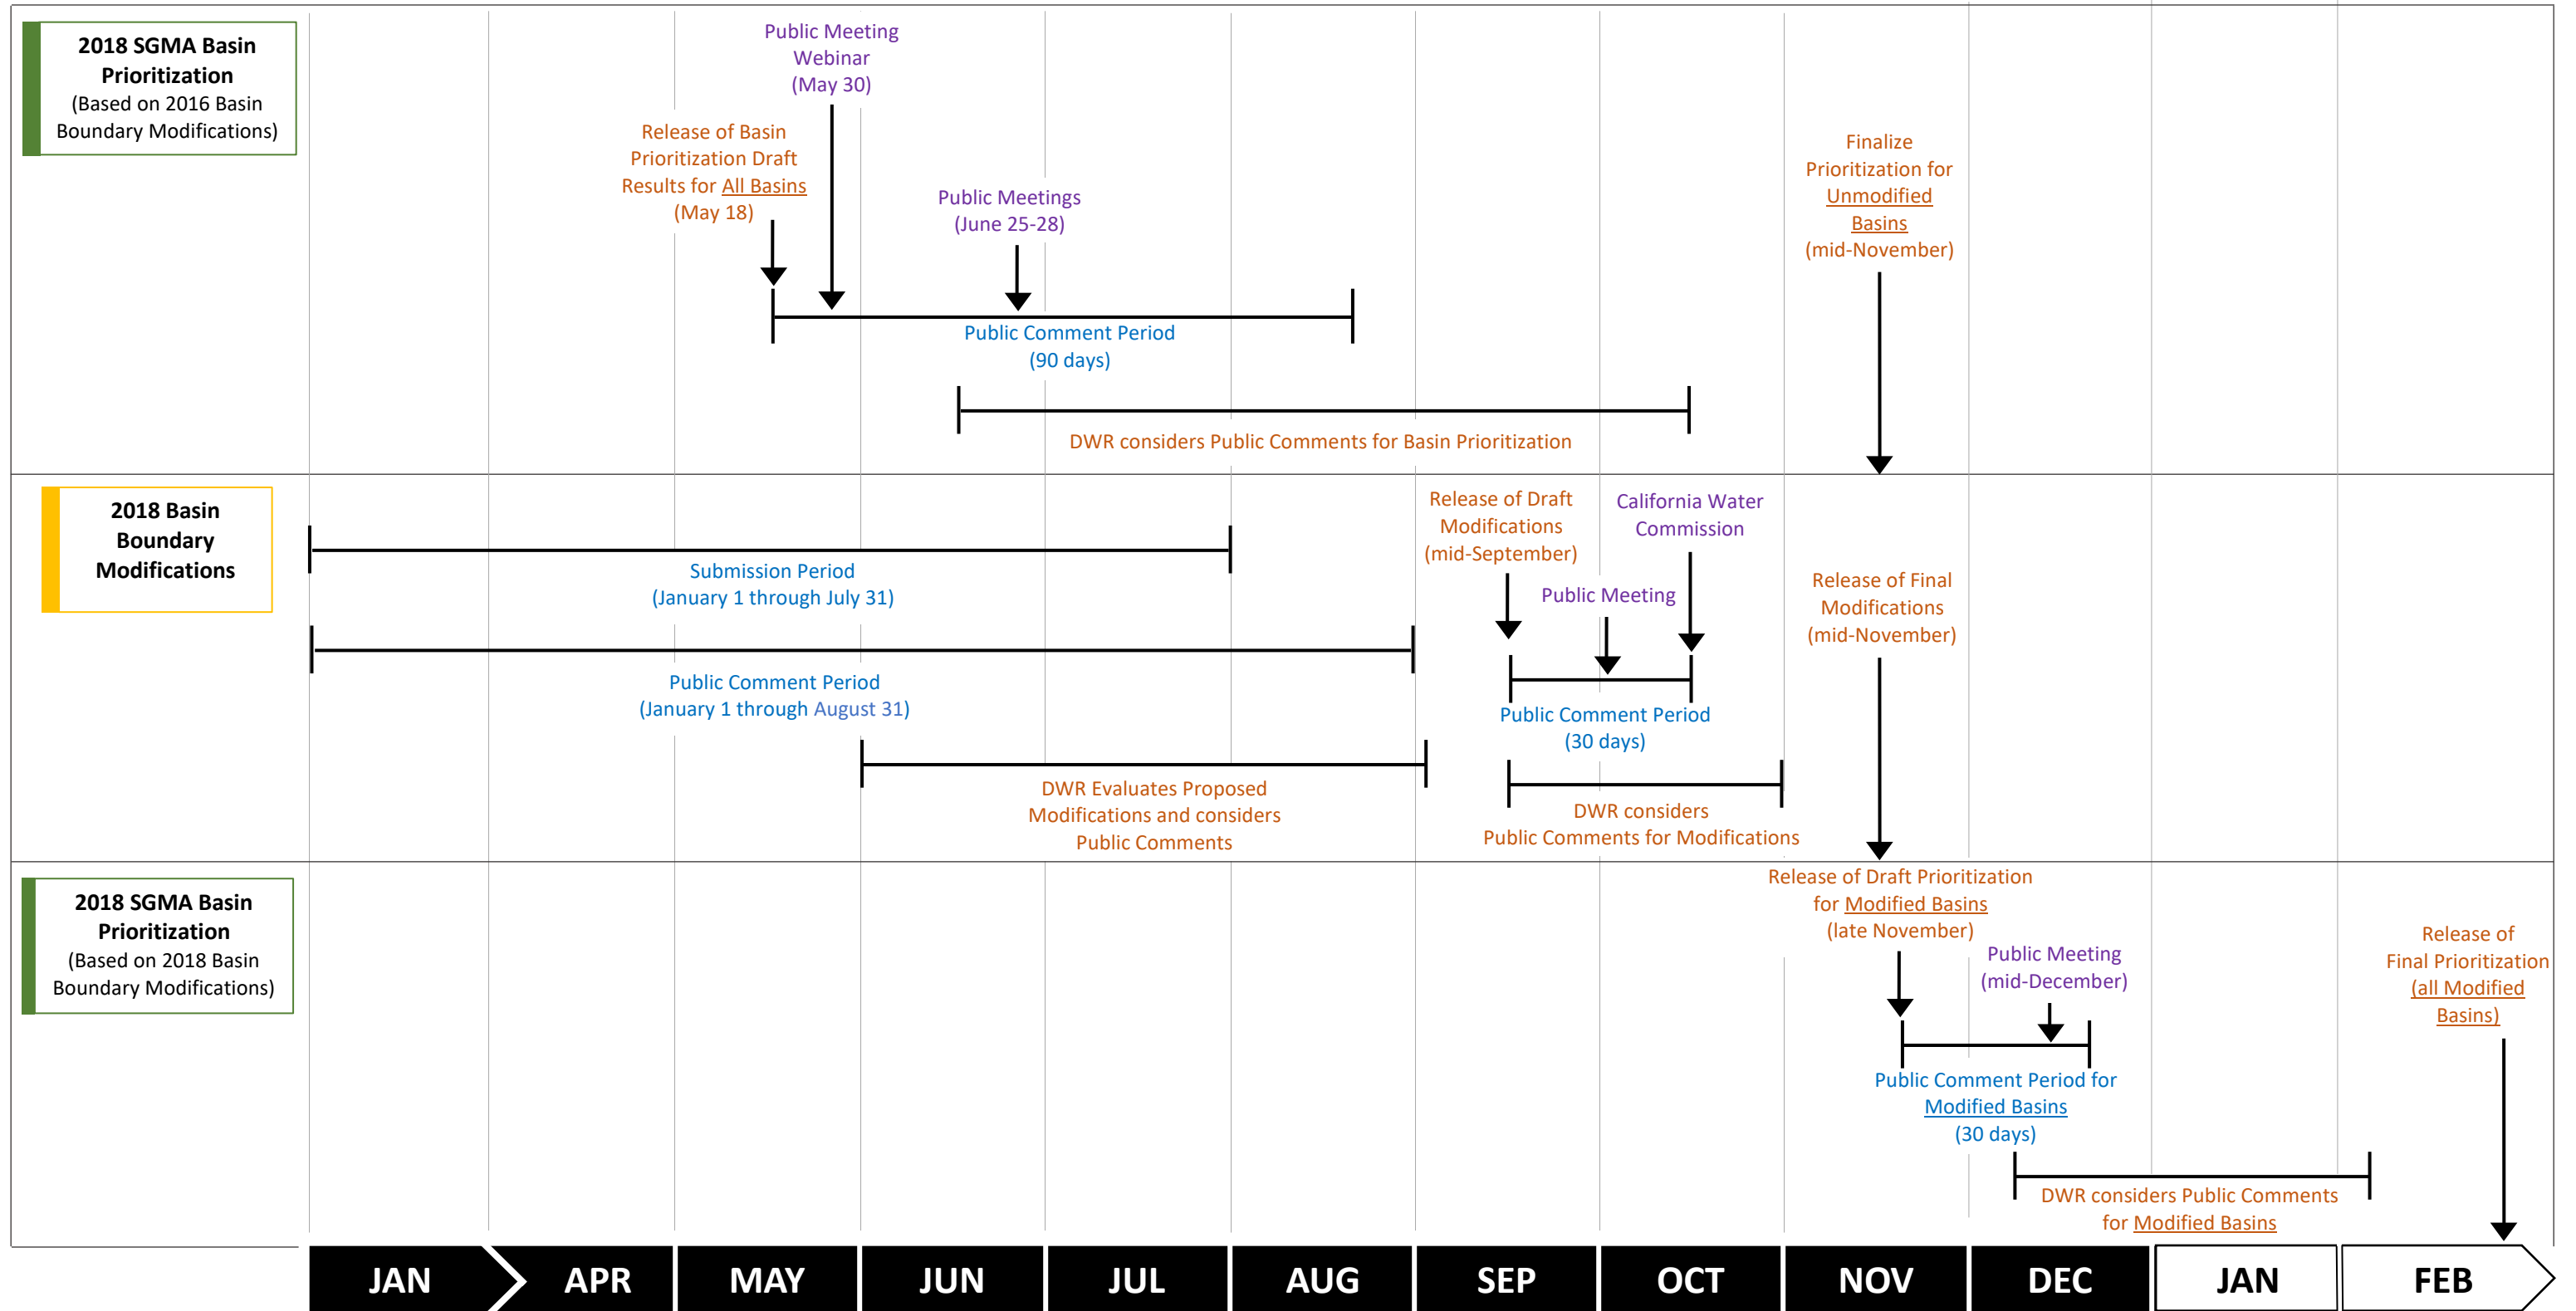 2018 SGMA Basin
Prioritization
(Based on 2016 Basin
Boundary Modifications)
Public Meeting
Webinar
(May 30)
Release of Basin
Prioritization Draft
Results for All Basins
(May 18)
Public Meetings
(June 25-28)
Finalize
Prioritization for
Unmodified
Basins
(mid-November)
Public Comment Period
(90 days)
DWR considers Public Comments for Basin Prioritization
2018 Basin
Boundary
Modifications
Submission Period
(January 1 through July 31)
Public Comment Period
(January 1 through August 31)
DWR Evaluates Proposed
Modifications and considers
Public Comments
Release of Draft
Modifications
(mid-September)
Public Meeting
California Water
Commission
Public Comment Period
(30 days)
DWR considers
Public Comments for Modifications
Release of Final
Modifications
(mid-November)
2018 SGMA Basin
Prioritization
(Based on 2018 Basin
Boundary Modifications)
Release of Draft Prioritization
for Modified Basins
(late November)
Public Meeting
(mid-December)
Public Comment Period for
Modified Basins
(30 days)
DWR considers Public Comments
for Modified Basins
Release of
Final Prioritization
(all Modified
Basins)
JAN
APR
MAY
JUN
JUL
AUG
SEP
OCT
NOV
DEC
JAN
FEB